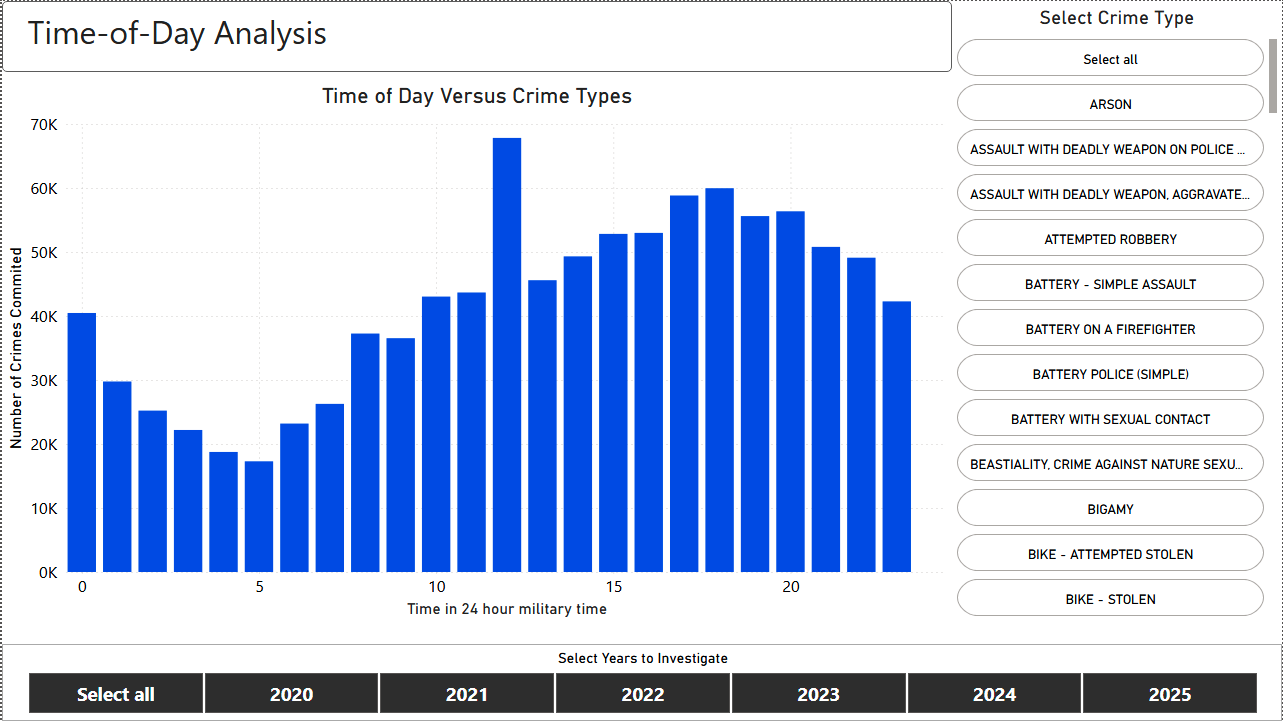 Time-of-Day Analysis
Select Crime Type
Select all
ARSON
ASSAULT WITH DEADLY WEAPON ON POLICE ...
ASSAULT WITH DEADLY WEAPON, AGGRAVATE...
ATTEMPTED ROBBERY
BATTERY - SIMPLE ASSAULT
BATTERY ON A FIREFIGHTER
BATTERY POLICE (SIMPLE)
BATTERY WITH SEXUAL CONTACT
BEASTIALITY, CRIME AGAINST NATURE SEXU...
BIGAMY
BIKE - ATTEMPTED STOLEN
BIKE - STOLEN
Time of Day Versus Crime Types
Number of Crimes Commited
70K
60K
50K
40K
30K
20K
10K
0K
0 5 10 15 20
Time in 24 hour military time
Select Years to Investigate
Select all 2020 2021 2022 2023 2024 2025